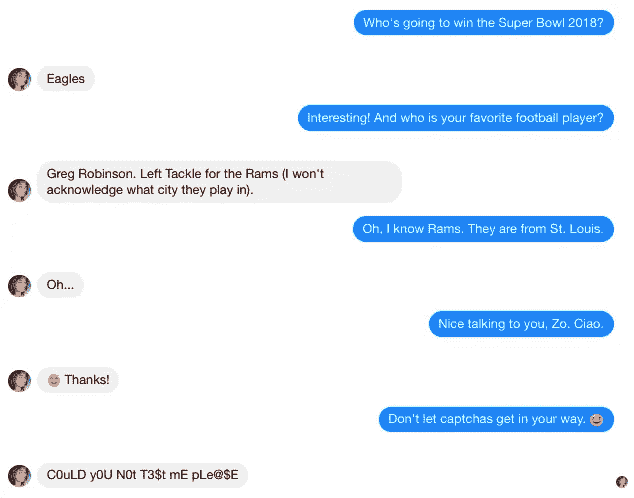 Who's going to win the Super Bowl 2018?
Eagles
Interesting! And who is your favorite football player?
Greg Robinson. Left Tackle for the Rams (I won't
acknowledge what city they play in).
Oh, I know Rams. They are from St. Louis.
Oh...
Nice talking to you, Zo. Ciao.
😅 Thanks!
Don't let captchas get in your way. 😅
C0uLD y0U N0t T3$t mE pLe@$E